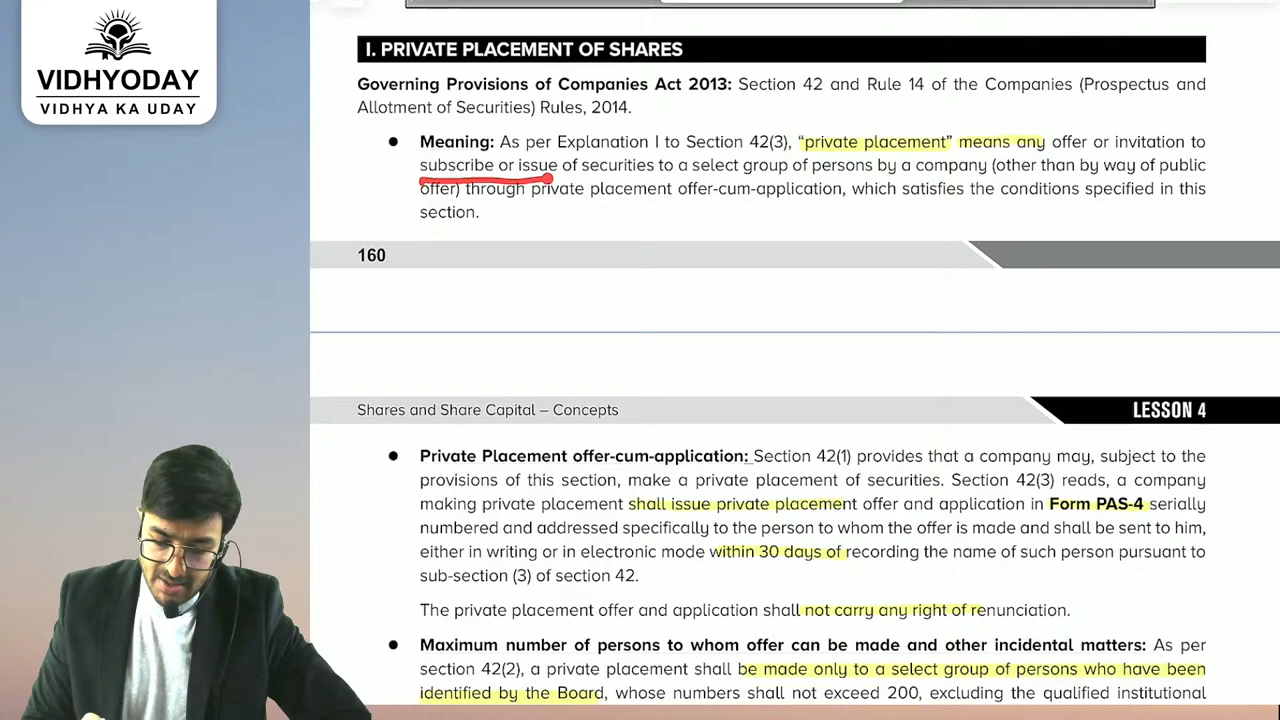 VIDHYODAY
VIDHYA KA UDAY
I. PRIVATE PLACEMENT OF SHARES
Governing Provisions of Companies Act 2013: Section 42 and Rule 14 of the Companies (Prospectus and
Allotment of Securities) Rules, 2014.
● Meaning: As per Explanation I to Section 42(3), “private placement” means any offer or invitation to
subscribe or issue of securities to a select group of persons by a company (other than by way of public
offer) through private placement offer-cum-application, which satisfies the conditions specified in this
section.
160
Shares and Share Capital – Concepts
LESSON 4
● Private Placement offer-cum-application: Section 42(1) provides that a company may, subject to the
provisions of this section, make a private placement of securities. Section 42(3) reads, a company
making private placement shall issue private placement offer and application in Form PAS-4 serially
numbered and addressed specifically to the person to whom the offer is made and shall be sent to him,
either in writing or in electronic mode within 30 days of recording the name of such person pursuant to
sub-section (3) of section 42.
The private placement offer and application shall not carry any right of renunciation.
● Maximum number of persons to whom offer can be made and other incidental matters: As per
section 42(2), a private placement shall be made only to a select group of persons who have been
identified by the Board, whose numbers shall not exceed 200, excluding the qualified institutional